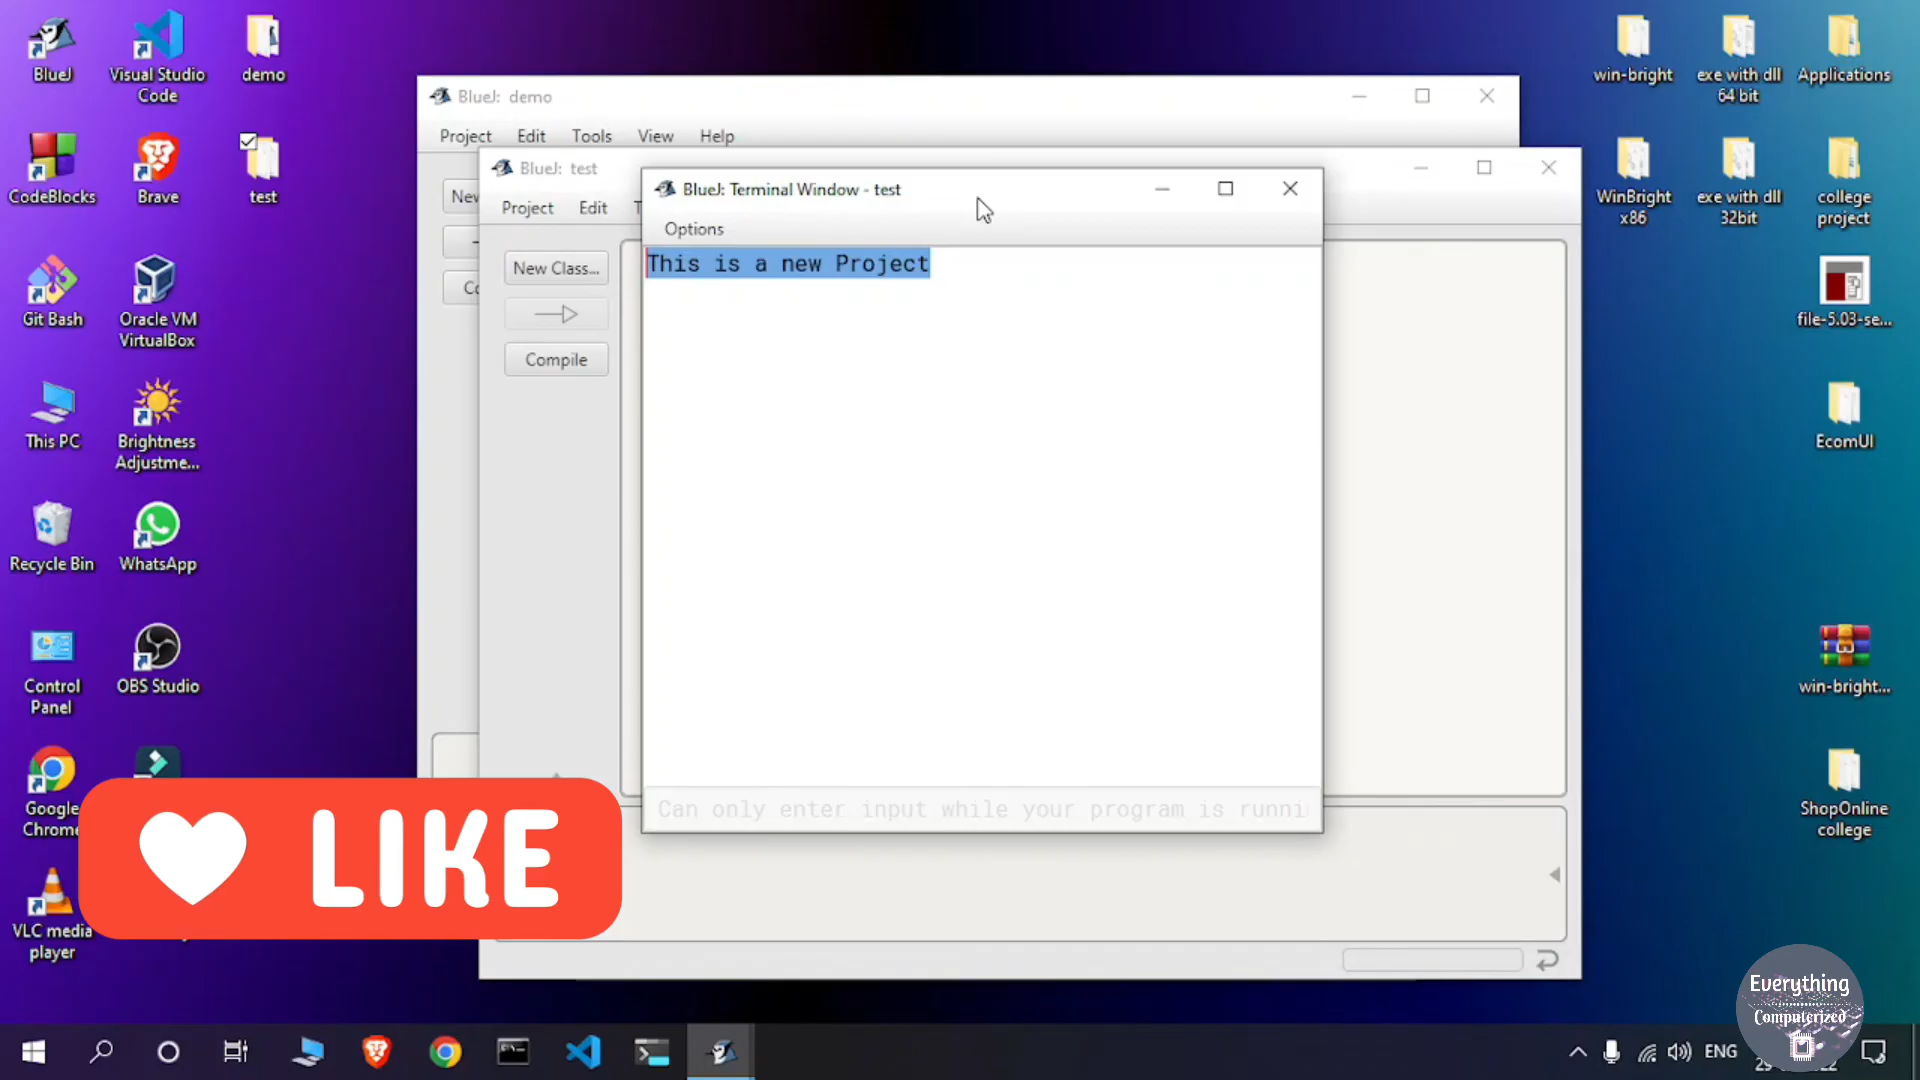 BlueJ
Visual Studio
Code
demo
CodeBlocks
Brave
test
Git Bash
Oracle VM
VirtualBox
This PC
Brightness
Adjustme...
Recycle Bin
WhatsApp
Control
Panel
OBS Studio
Google
Chrome
VLC media
player
LIKE
BlueJ: demo
Project Edit Tools View Help
New
BlueJ: test
Project Edit T
New Class...
Compile
BlueJ: Terminal Window - test
Options
This is a new Project
Can only enter input while your program is runni
win-bright
exe with dll
64 bit
Applications
WinBright
x86
exe with dll
32bit
college
project
file-5.03-se...
EcomUI
win-bright...
ShopOnline
college
Everything
Computerized
ENG